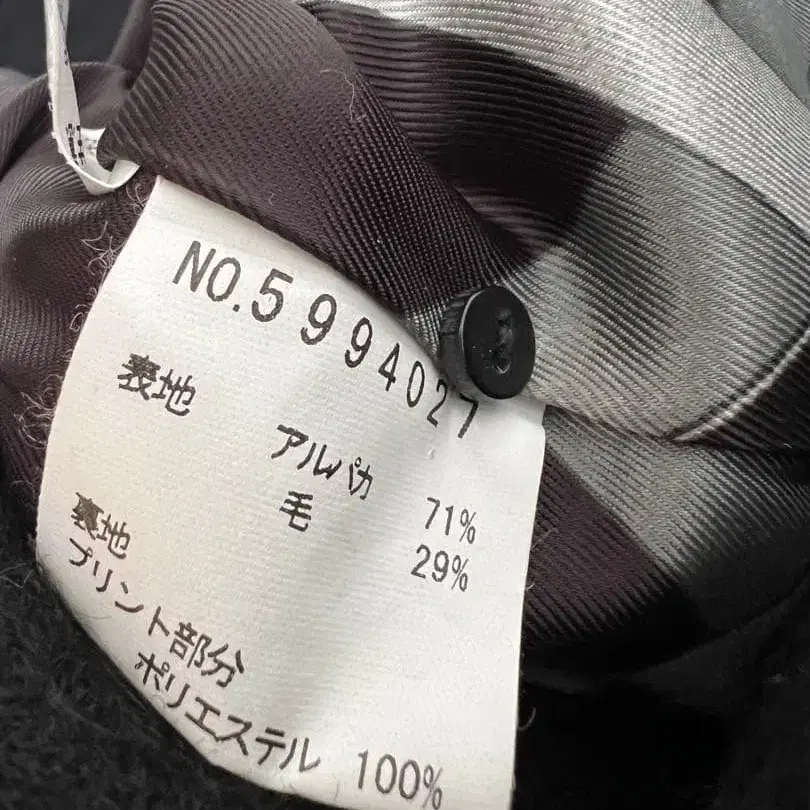 NO.5994027
表地
アルパカ 71%
毛 29%
裏地
プリント部分
ポリエステル 100%